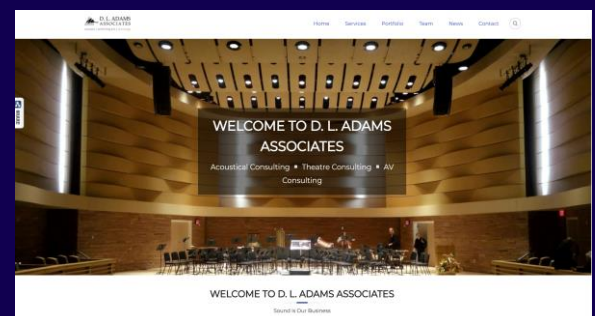 D. L. ADAMS
ASSOCIATES
Home Services Portfolio Team News Contact
WELCOME TO D. L. ADAMS
ASSOCIATES
Acoustical Consulting • Theatre Consulting • AV
Consulting
WELCOME TO D. L. ADAMS ASSOCIATES
Sound is Our Business